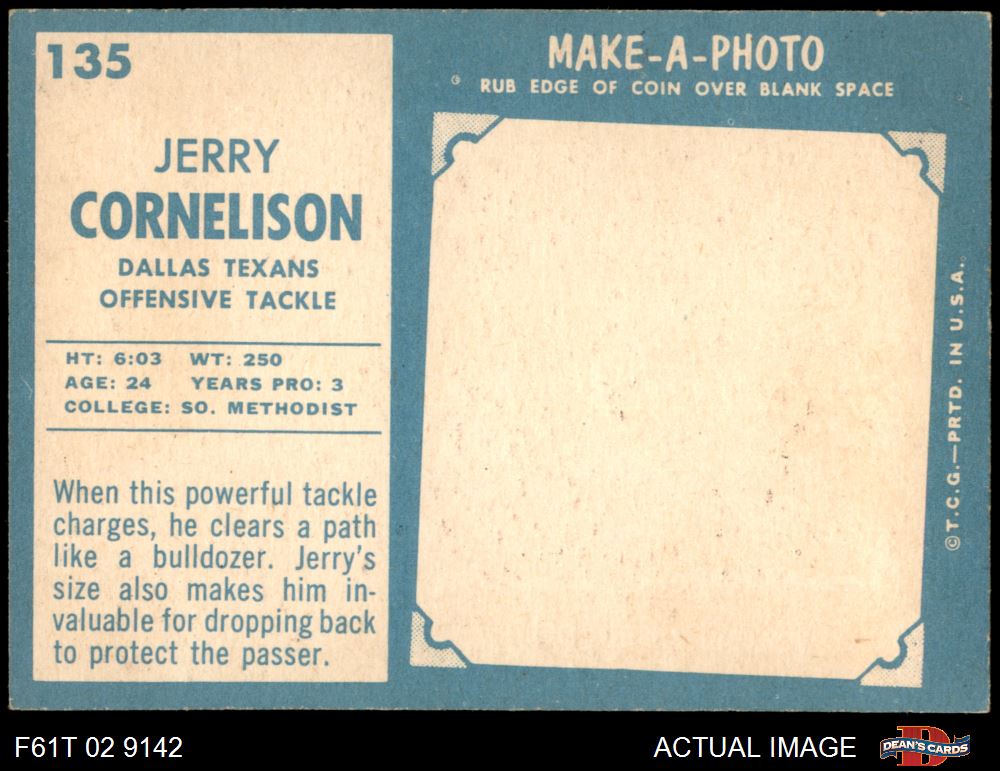 135
JERRY
CORNELISON
DALLAS TEXANS
OFFENSIVE TACKLE
HT: 6:03 WT: 250
AGE: 24 YEARS PRO: 3
COLLEGE: SO. METHODIST
When this powerful tackle
charges, he clears a path
like a bulldozer. Jerry's
size also makes him in-
valuable for dropping back
to protect the passer.
MAKE-A-PHOTO
RUB EDGE OF COIN OVER BLANK SPACE
©T.C.G.—PRTD. IN U.S.A.
F61T 02 9142
ACTUAL IMAGE
DEAN'S CARDS